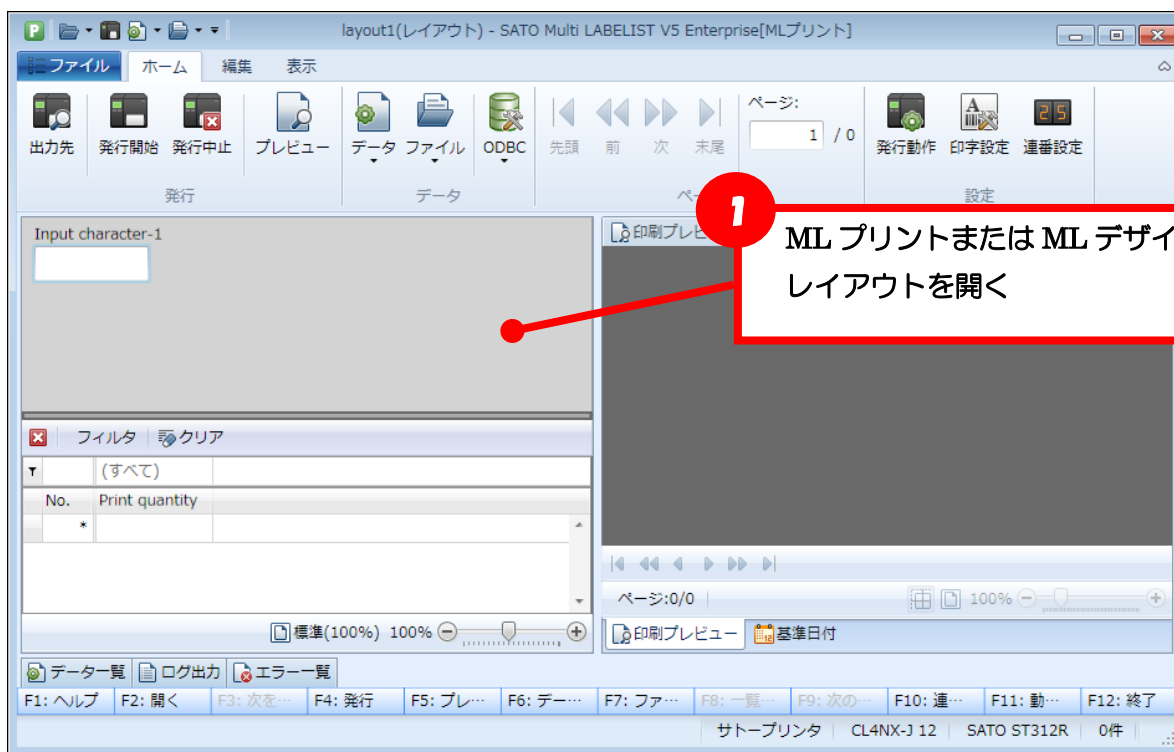 layout1(レイアウト) - SATO Multi LABELIST V5 Enterprise[MLプリント]
ファイル ホーム 編集 表示
ページ:
1 / 0
出力先 発行開始 発行中止 プレビュー データ ファイル ODBC 先頭 前 次 末尾 発行動作 印字設定 連番設定
発行 データ ペ 設定
1
Input character-1
印刷プレビ
ML プリントまたは ML デザイ
レイアウトを開く
フィルタ クリア
(すべて)
No. Print quantity
*
ページ:0/0 100%
標準(100%) 100%
印刷プレビュー 基準日付
データ一覧 ログ出力 エラー一覧
F1: ヘルプ F2: 開く F3: 次を… F4: 発行 F5: プレ… F6: デー… F7: ファ… F8: 一覧… F9: 次の… F10: 連… F11: 動… F12: 終了
サトープリンタ CL4NX-J 12 SATO ST312R 0件